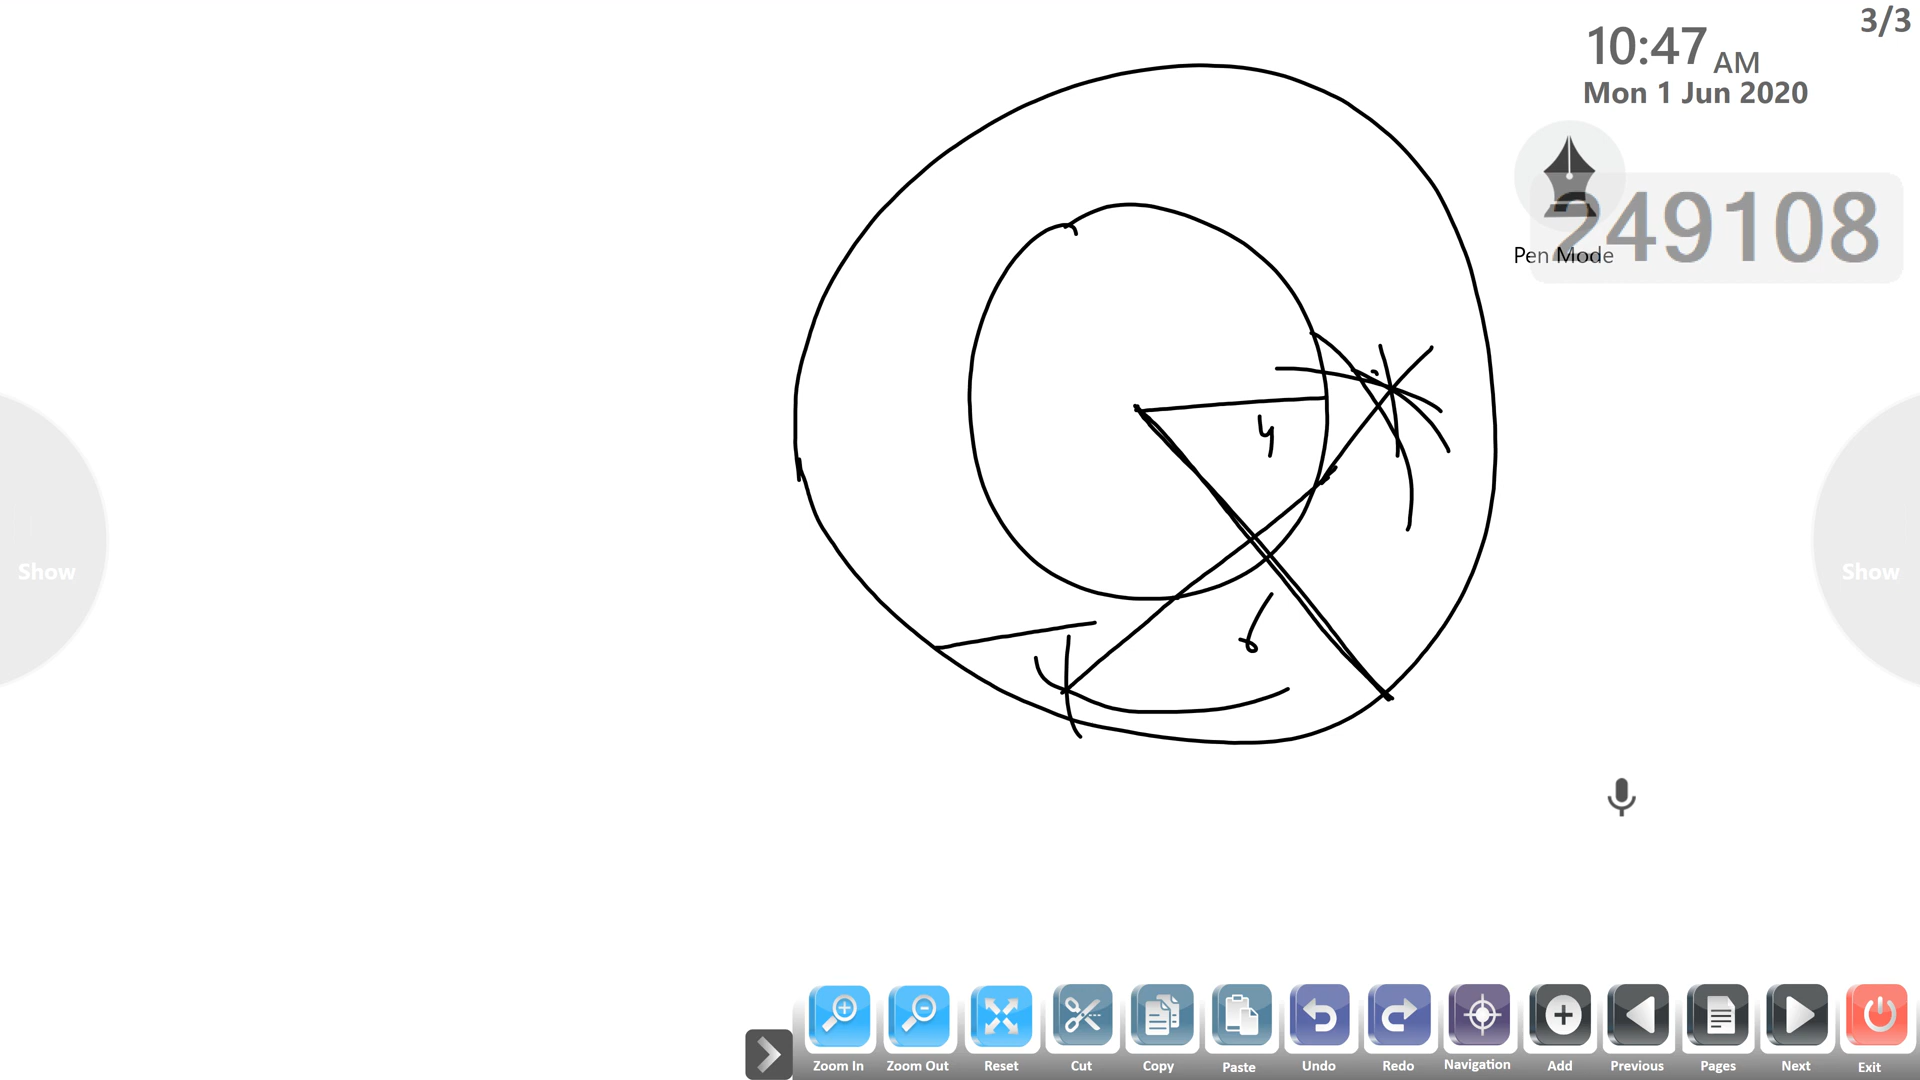 3/3
10:47 AM
Mon 1 Jun 2020
249108
Pen Mode
4
6
Show
Show
Zoom In
Zoom Out
Reset
Cut
Copy
Paste
Undo
Redo
Navigation
Add
Previous
Pages
Next
Exit